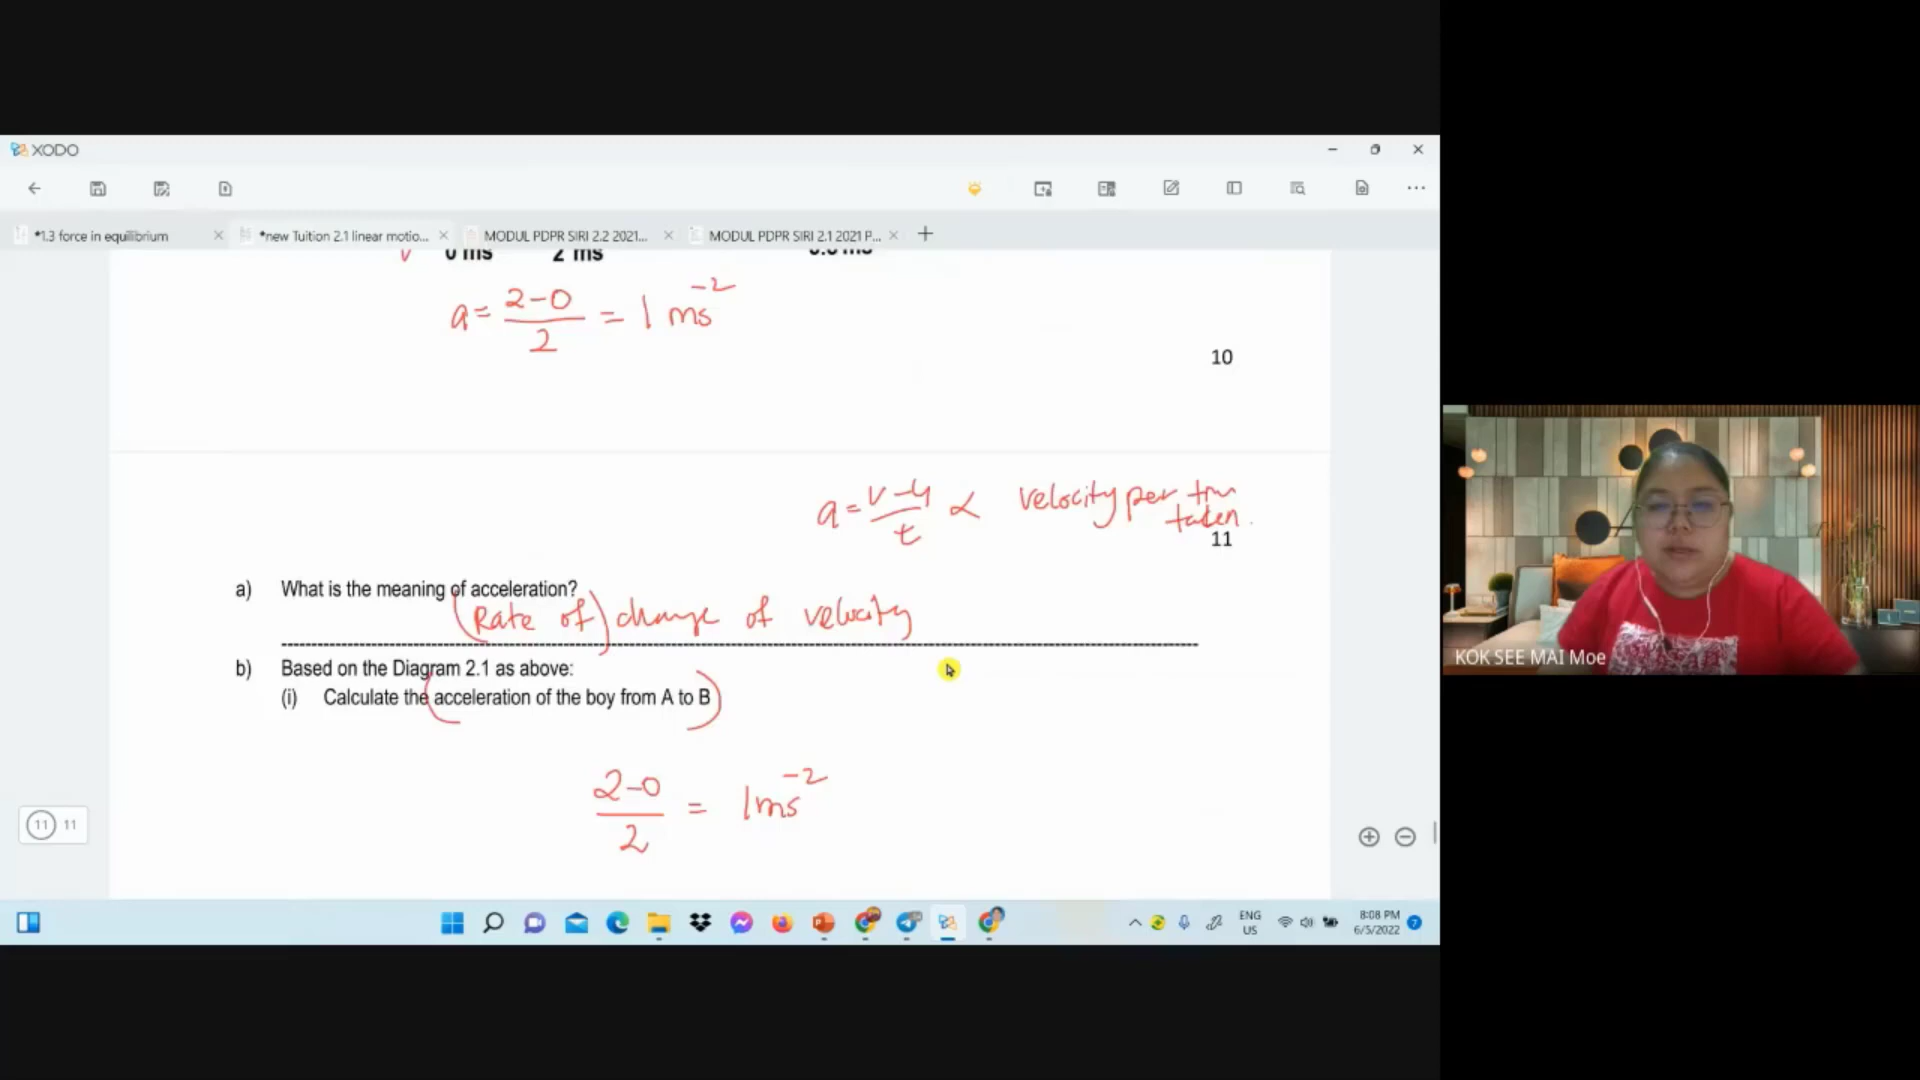 XODO
*1.3 force in equilibrium
*new Tuition 2.1 linear motio...
MODUL PDPR SIRI 2.2 2021...
MODUL PDPR SIRI 2.1 2021 P...
v 0 ms 2 ms
a = 2-0 / 2 = 1 ms⁻²
10
a = v-u / t ∝ velocity per
taken.
11
a) What is the meaning of acceleration?
(Rate of) change of velocity
b) Based on the Diagram 2.1 as above:
(i) Calculate the (acceleration of the boy from A to B)
2-0 / 2 = 1ms⁻²
11 11
KOK SEE MAI Moe
ENG
US
8:08 PM
6/5/2022
7